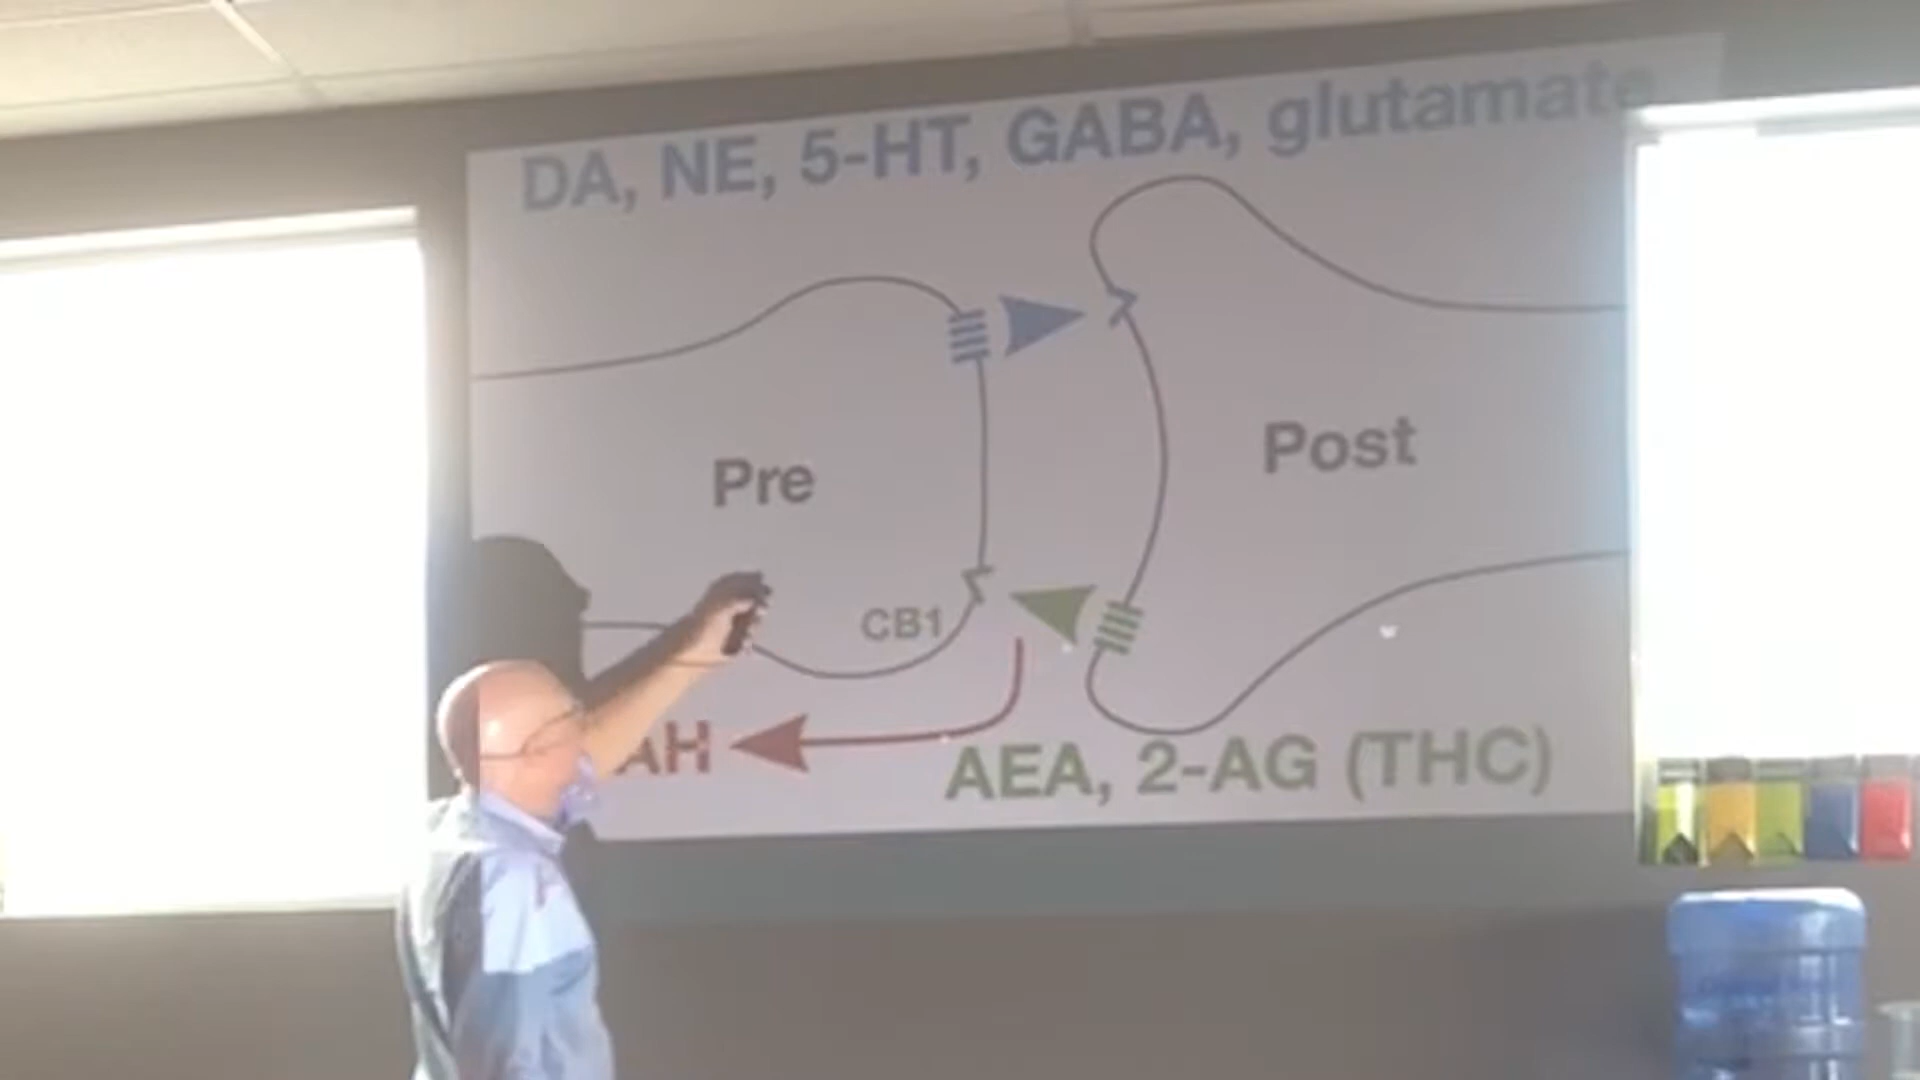 DA, NE, 5-HT, GABA, glutamate
Pre
Post
CB1
AH
AEA, 2-AG (THC)